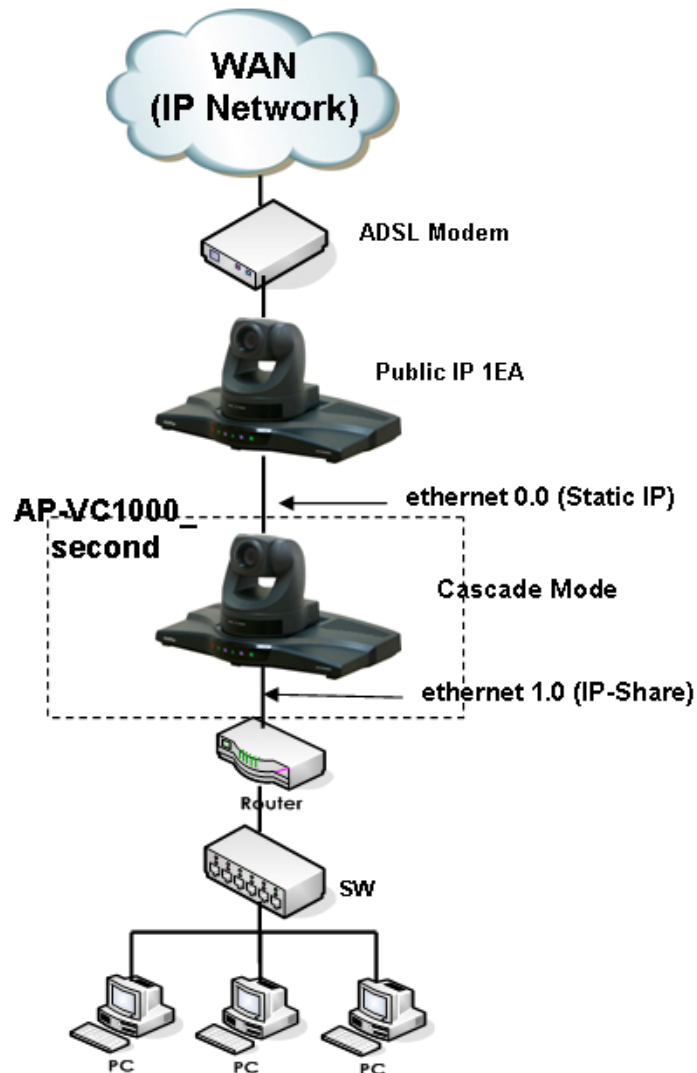 WAN
(IP Network)
ADSL Modem
Public IP 1EA
ethernet 0.0 (Static IP)
AP-VC1000_
second
Cascade Mode
ethernet 1.0 (IP-Share)
Router
SW
PC
PC
PC